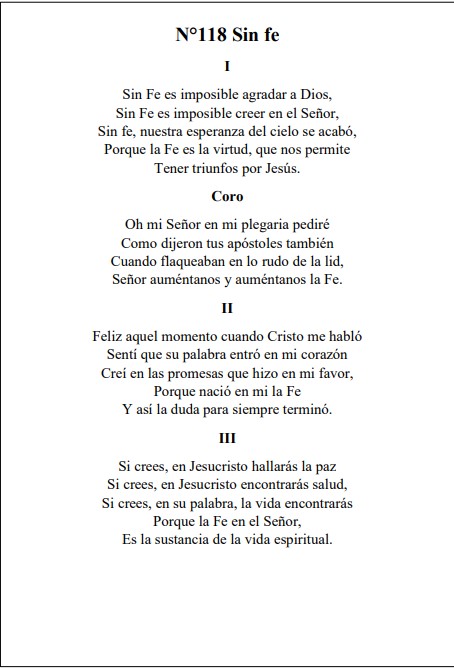 N°118 Sin fe
I
Sin Fe es imposible agradar a Dios,
Sin Fe es imposible creer en el Señor,
Sin fe, nuestra esperanza del cielo se acabó,
Porque la Fe es la virtud, que nos permite
Tener triunfos por Jesús.
Coro
Oh mi Señor en mi plegaria pediré
Como dijeron tus apóstoles también
Cuando flaqueaban en lo rudo de la lid,
Señor auméntanos y auméntanos la Fe.
II
Feliz aquel momento cuando Cristo me habló
Sentí que su palabra entró en mi corazón
Creí en las promesas que hizo en mi favor,
Porque nació en mi la Fe
Y así la duda para siempre terminó.
III
Si crees, en Jesucristo hallarás la paz
Si crees, en Jesucristo encontrarás salud,
Si crees, en su palabra, la vida encontrarás
Porque la Fe en el Señor,
Es la sustancia de la vida espiritual.